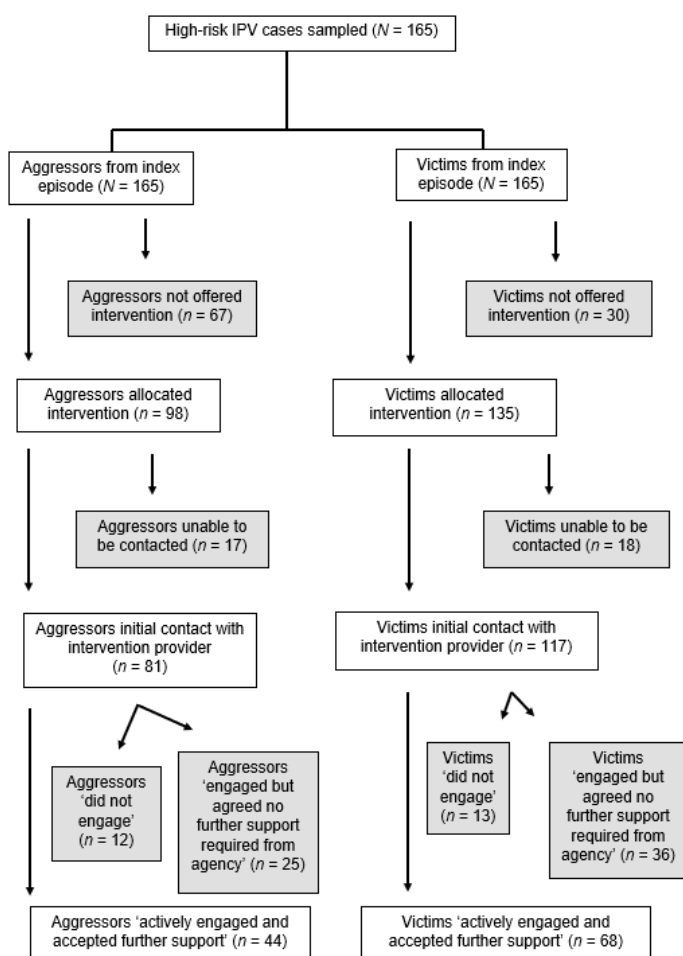 High-risk IPV cases sampled (N = 165)
Aggressors from index
episode (N = 165)
Victims from index
episode (N = 165)
Aggressors not offered
intervention (n = 67)
Victims not offered
intervention (n = 30)
Aggressors allocated
intervention (n = 98)
Victims allocated
intervention (n = 135)
Aggressors unable to
be contacted (n = 17)
Victims unable to be
contacted (n = 18)
Aggressors initial contact with
intervention provider
(n = 81)
Victims initial contact with
intervention provider (n = 117)
Aggressors
‘did not
engage’
(n = 12)
Aggressors
‘engaged but
agreed no
further support
required from
agency’ (n = 25)
Victims
‘did not
engage’
(n = 13)
Victims
‘engaged but
agreed no
further support
required from
agency’ (n = 36)
Aggressors ‘actively engaged and
accepted further support’ (n = 44)
Victims ‘actively engaged and
accepted further support’ (n = 68)